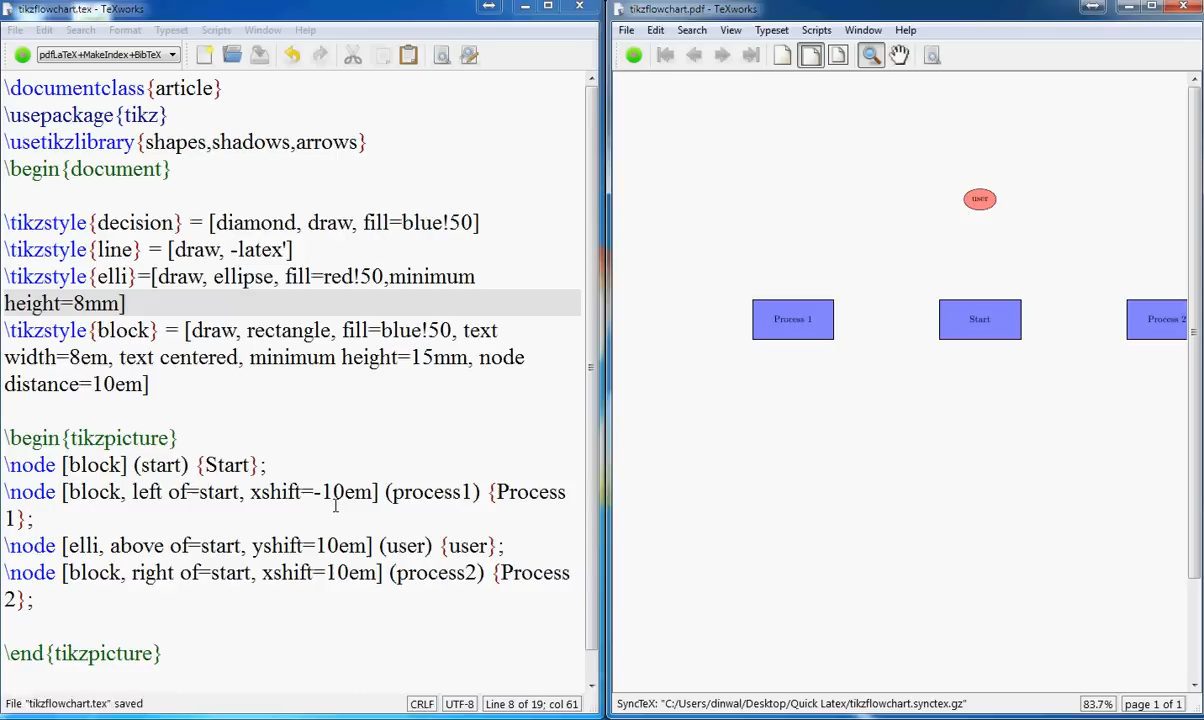 tikzflowchart.tex - TeXworks
File Edit Search Format Typeset Scripts Window Help
pdfLaTeX+MakeIndex+BibTeX
\documentclass{article}
\usepackage{tikz}
\usetikzlibrary{shapes,shadows,arrows}
\begin{document}
\tikzstyle{decision} = [diamond, draw, fill=blue!50]
\tikzstyle{line} = [draw, -latex']
\tikzstyle{elli}=[draw, ellipse, fill=red!50,minimum
height=8mm]
\tikzstyle{block} = [draw, rectangle, fill=blue!50, text
width=8em, text centered, minimum height=15mm, node
distance=10em]
\begin{tikzpicture}
\node [block] (start) {Start};
\node [block, left of=start, xshift=-10em] (process1) {Process
1};
\node [elli, above of=start, yshift=10em] (user) {user};
\node [block, right of=start, xshift=10em] (process2) {Process
2};
\end{tikzpicture}
File "tikzflowchart.tex" saved
CRLF UTF-8 Line 8 of 19; col 61
tikzflowchart.pdf - TeXworks
File Edit Search View Typeset Scripts Window Help
user
Process 1 Start Process 2
SyncTeX: "C:/Users/dinwal/Desktop/Quick Latex/tikzflowchart.synctex.gz"
83.7% page 1 of 1